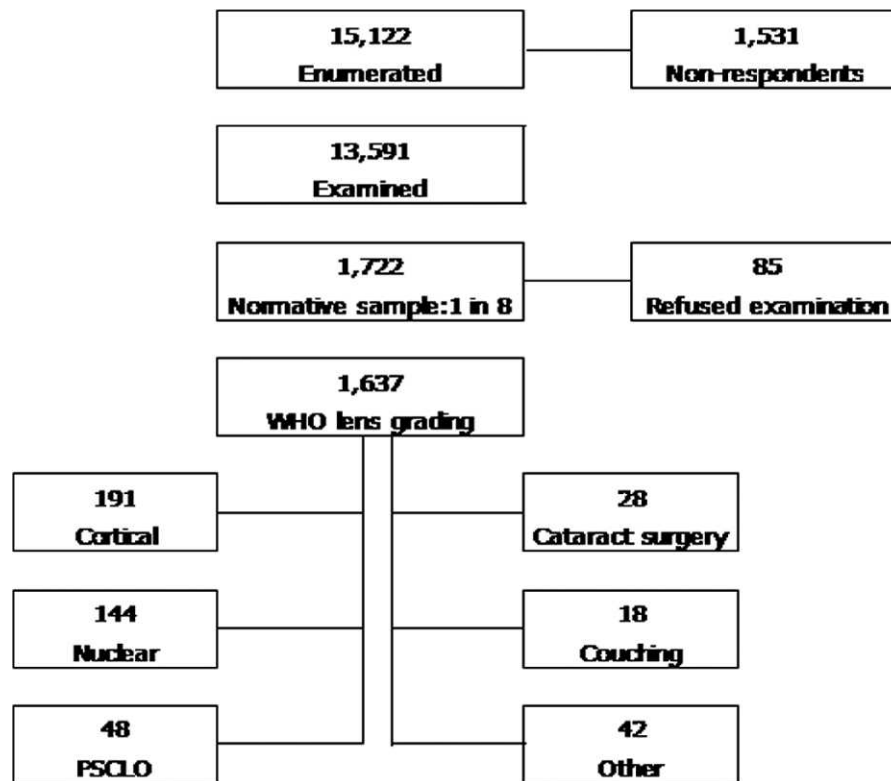 15,122
Enumerated
1,531
Non-respondents
13,591
Examined
1,722
Normative sample:1 in 8
85
Refused examination
1,637
WHO lens grading
191
Cortical
28
Cataract surgery
144
Nuclear
18
Couching
48
PSCLO
42
Other